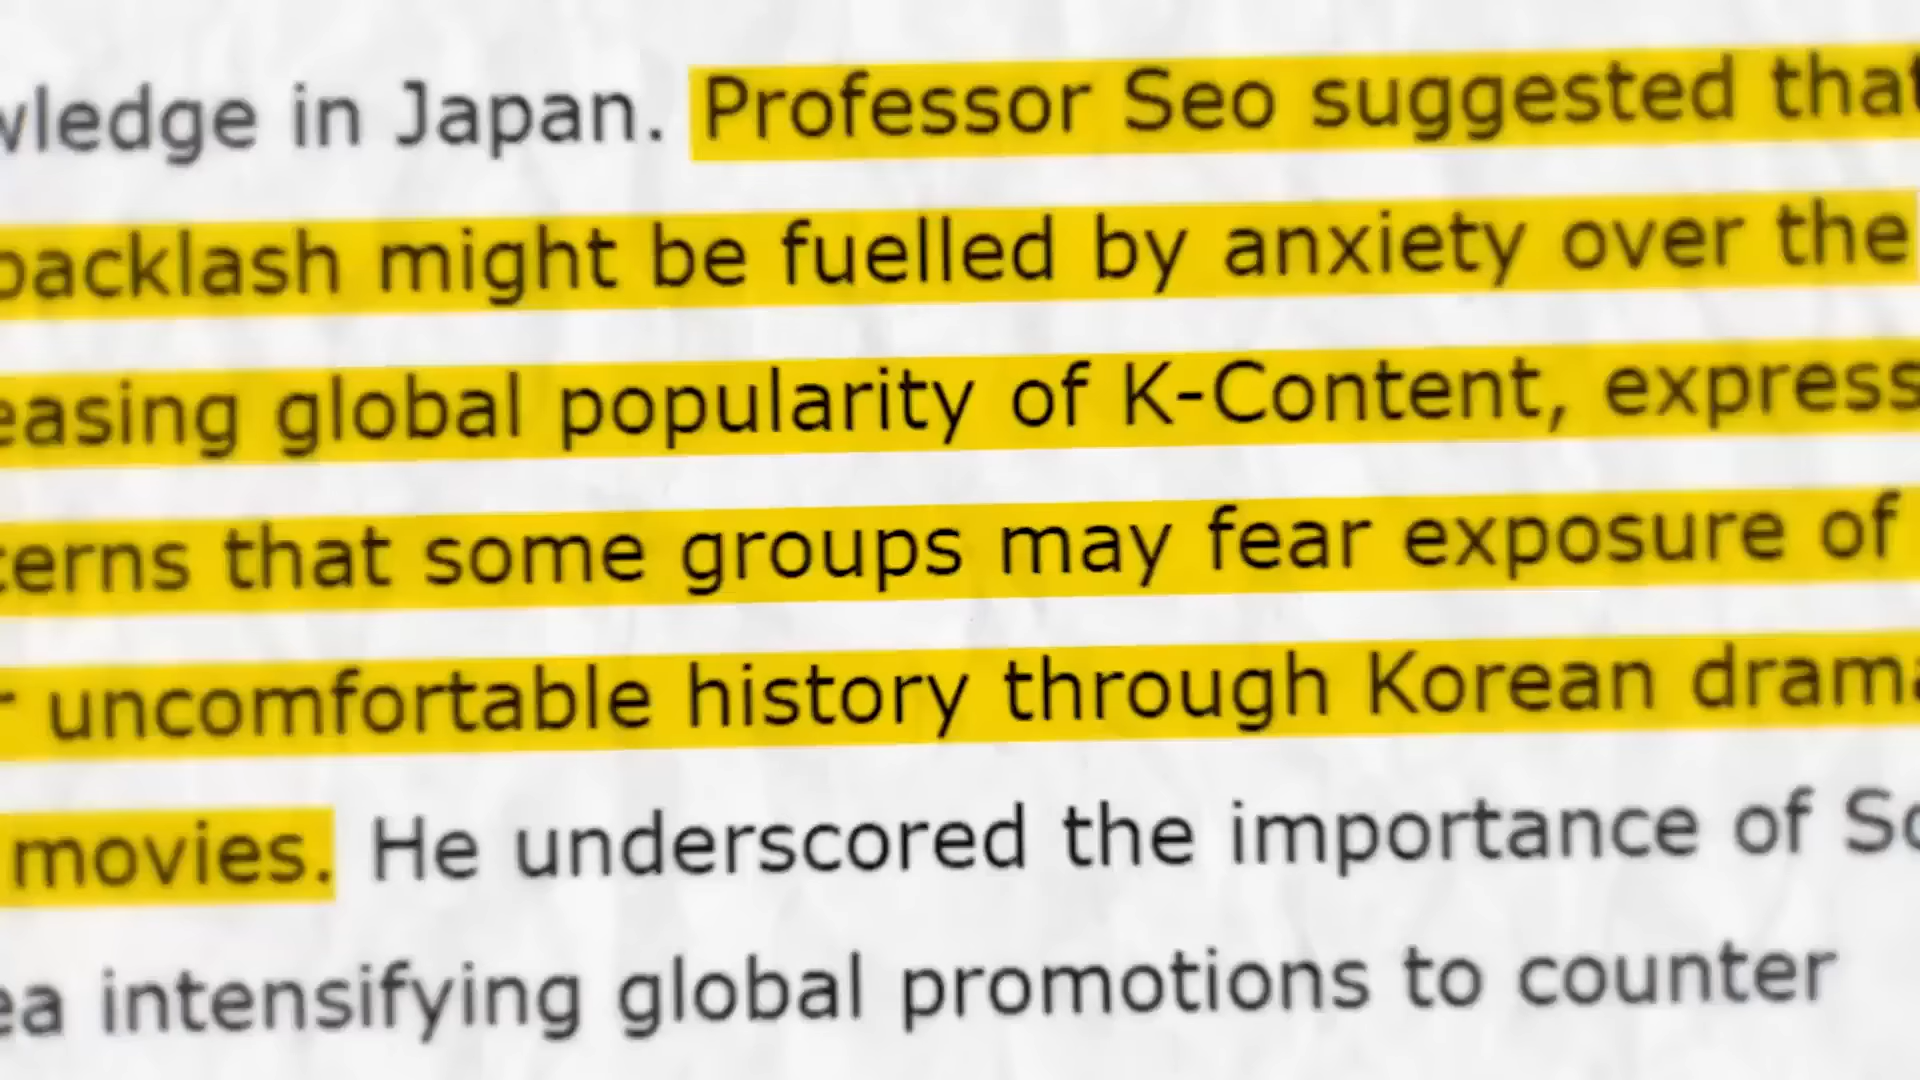 wledge in Japan. Professor Seo suggested that
backlash might be fuelled by anxiety over the
easing global popularity of K-Content, express
erns that some groups may fear exposure of
r uncomfortable history through Korean drama
movies. He underscored the importance of So
ea intensifying global promotions to counter